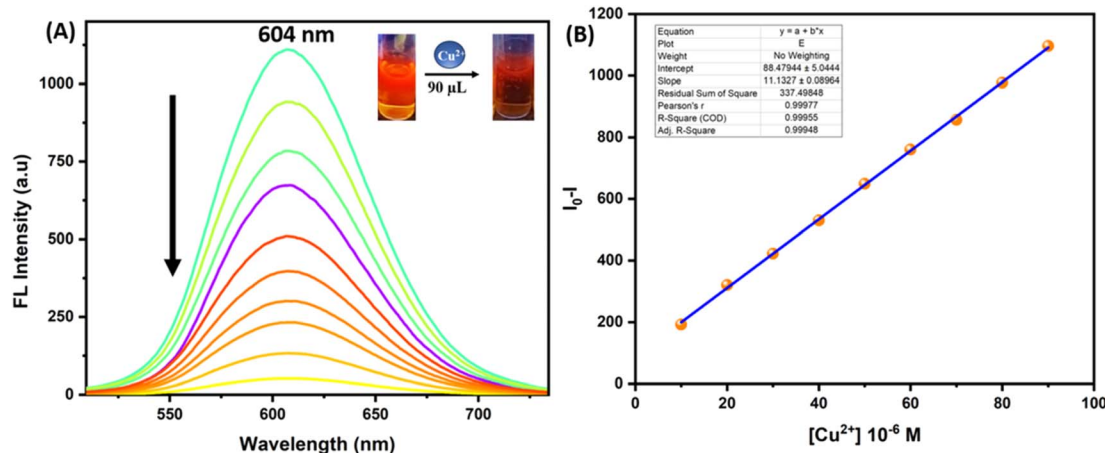 (A)
604 nm
Cu²⁺
90 µL
1000
750
500
250
0
FL Intensity (a.u)
550 600 650 700
Wavelength (nm)
(B)
Equation y = a + b*x
Plot E
Weight No Weighting
Intercept 88.47944 ± 5.0444
Slope 11.1327 ± 0.08964
Residual Sum of Square 337.49848
Pearson's r 0.99977
R-Square (COD) 0.99955
Adj. R-Square 0.99948
1200
1000
800
600
400
200
0
I₀-I
0 20 40 60 80 100
[Cu²⁺] 10⁻⁶ M